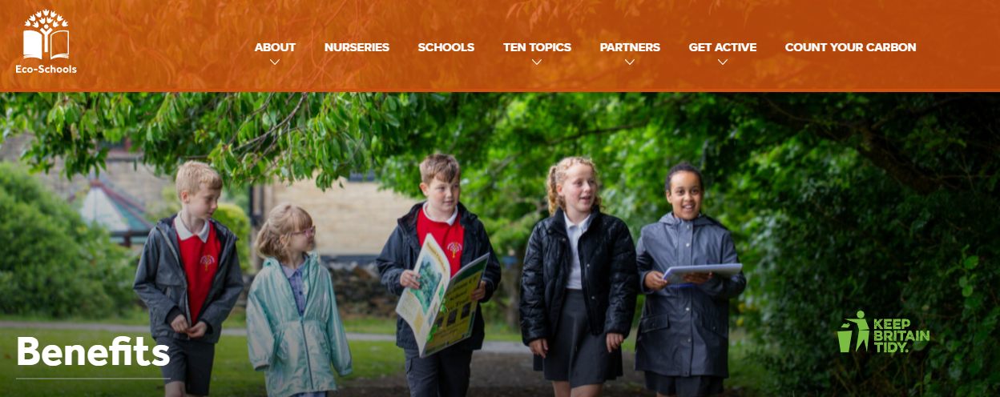 ABOUT
NURSERIES
SCHOOLS
TEN TOPICS
PARTNERS
GET ACTIVE
COUNT YOUR CARBON
Eco-Schools
Benefits
KEEP
BRITAIN
TIDY.